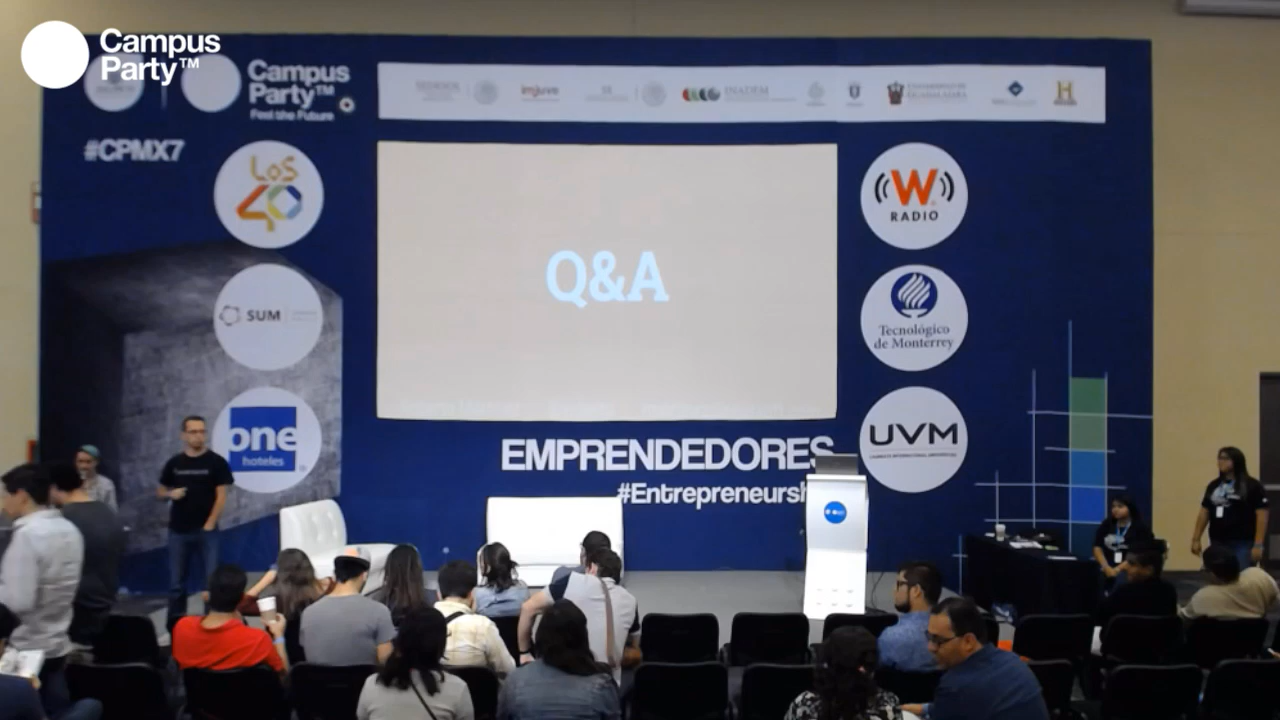 Campus
Party™
Campus
Party™
Feel the Future
#CPMX7
imjuve
INADEM
H
LOS
40
W
RADIO
Q&A
SUM
Tecnológico
de Monterrey
one
hoteles
UVM
EMPRENDEDORES
#Entrepreneursh